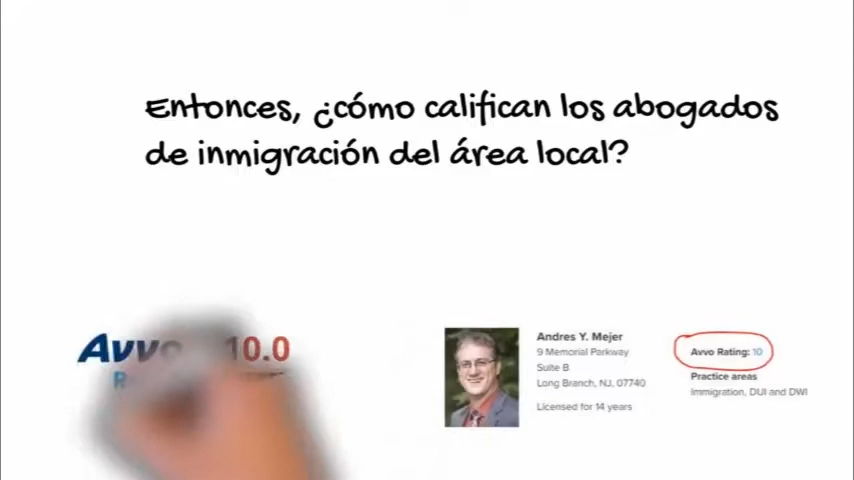 Entonces, ¿cómo califican los abogados
de inmigración del área local?
Avvo 10.0
Andres Y. Mejer
9 Memorial Parkway
Suite B
Long Branch, NJ, 07740
Licensed for 14 years
Avvo Rating: 10
Practice areas
Immigration, DUI and DWI